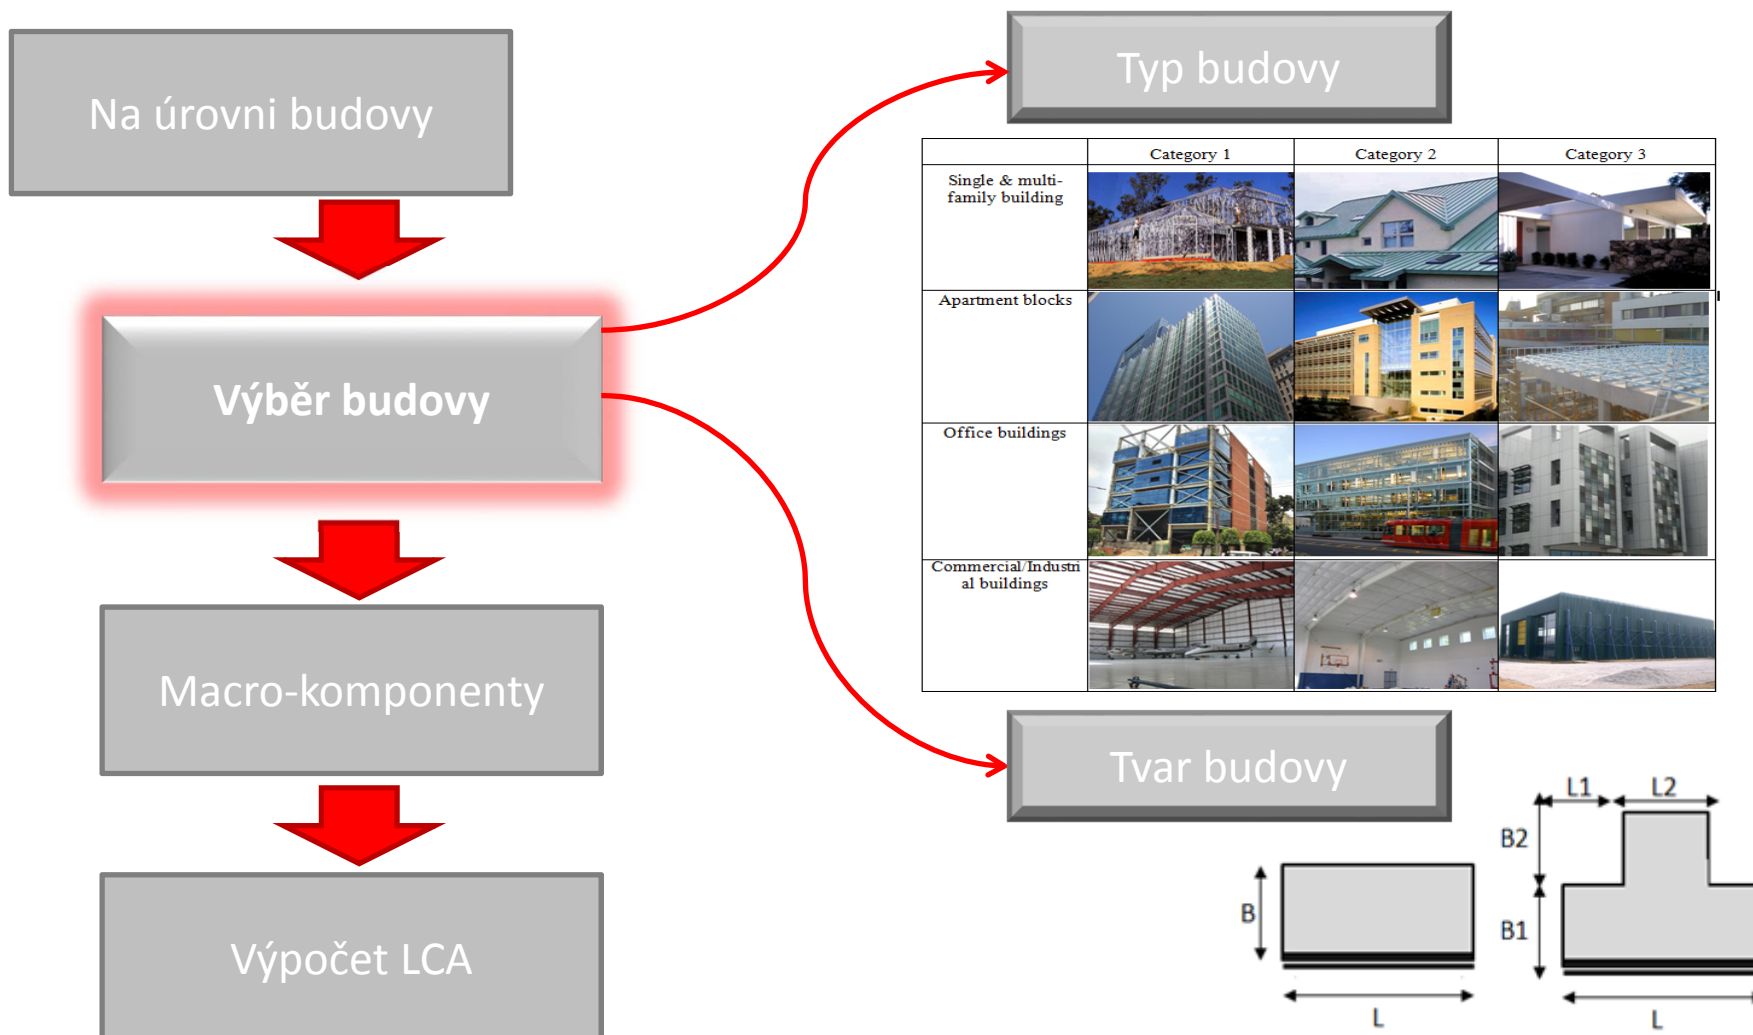 Na úrovni budovy
Výběr budovy
Macro-komponenty
Výpočet LCA
Typ budovy
Category 1
Category 2
Category 3
Single & multi-
family building
Apartment blocks
Office buildings
Commercial/Industri
al buildings
Tvar budovy
B
L
L1
L2
B2
B1
L